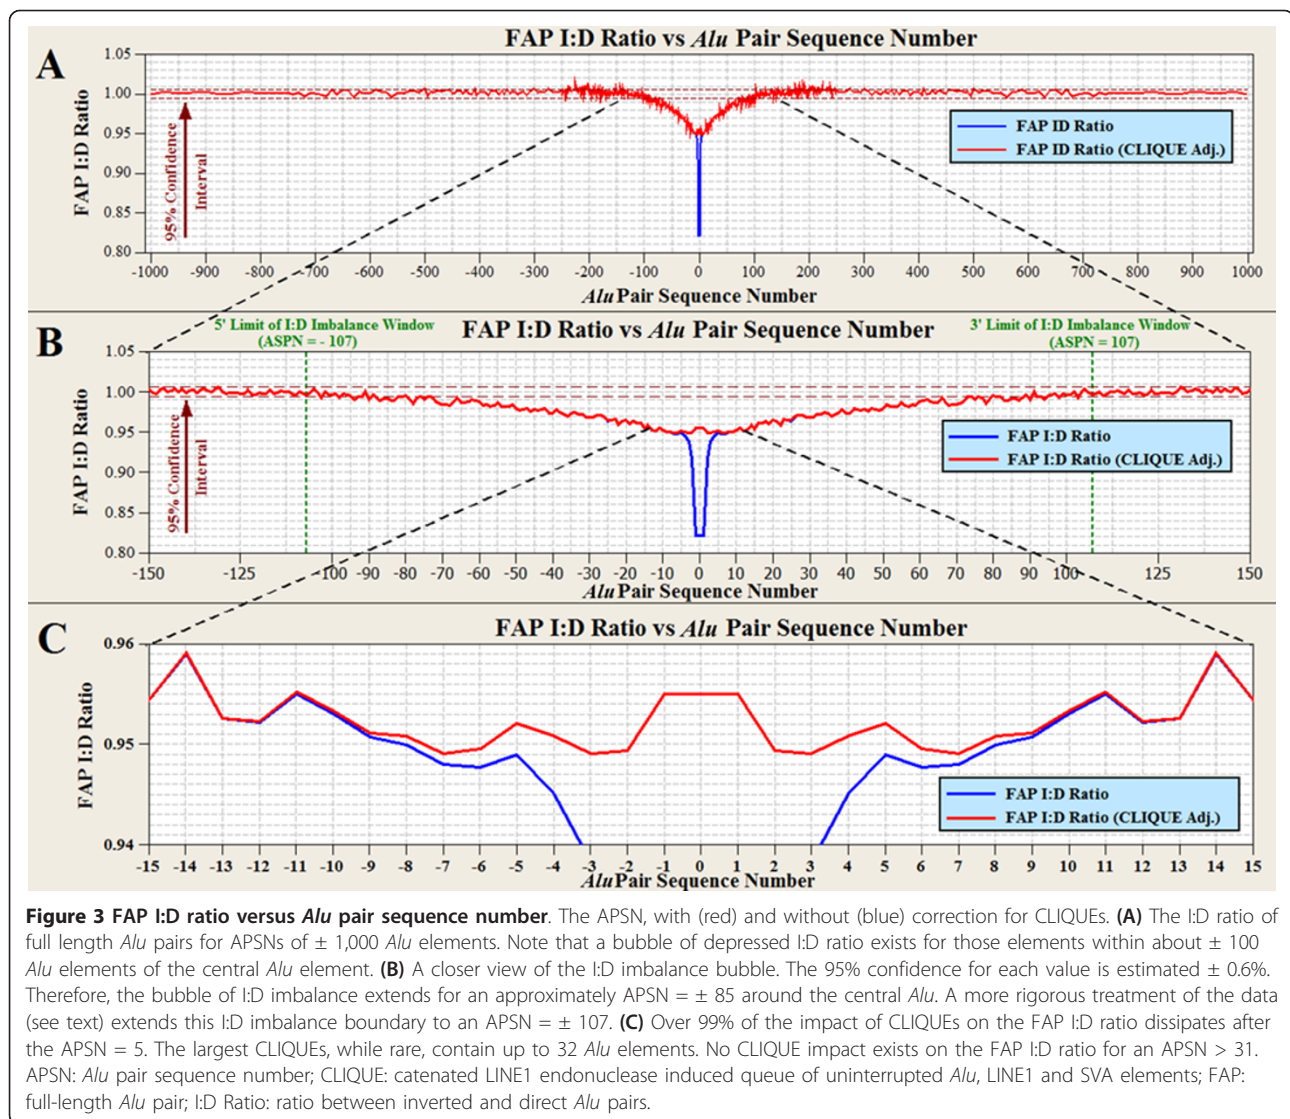 A
FAP I:D Ratio vs Alu Pair Sequence Number
FAP I:D Ratio
1.05
1.00
0.95
0.90
0.85
0.80
95% Confidence
Interval
FAP ID Ratio
FAP ID Ratio (CLIQUE Adj.)
-1000 -900 -800 -700 -600 -500 -400 -300 -200 -100 0 100 200 300 400 500 600 700 800 900 1000
Alu Pair Sequence Number
B
5' Limit of I:D Imbalance Window
(ASPN = - 107)
FAP I:D Ratio vs Alu Pair Sequence Number
3' Limit of I:D Imbalance Window
(ASPN = 107)
FAP I:D Ratio
1.05
1.00
0.95
0.90
0.85
0.80
95% Confidence
Interval
FAP I:D Ratio
FAP I:D Ratio (CLIQUE Adj.)
-150 -125 -100 -90 -80 -70 -60 -50 -40 -30 -20 -10 0 10 20 30 40 50 60 70 80 90 100 125 150
Alu Pair Sequence Number
C
FAP I:D Ratio vs Alu Pair Sequence Number
FAP I:D Ratio
0.96
0.95
0.94
FAP I:D Ratio
FAP I:D Ratio (CLIQUE Adj.)
-15 -14 -13 -12 -11 -10 -9 -8 -7 -6 -5 -4 -3 -2 -1 0 1 2 3 4 5 6 7 8 9 10 11 12 13 14 15
Alu Pair Sequence Number
Figure 3 FAP I:D ratio versus Alu pair sequence number. The APSN, with (red) and without (blue) correction for CLIQUEs. (A) The I:D ratio of
full length Alu pairs for APSNs of ± 1,000 Alu elements. Note that a bubble of depressed I:D ratio exists for those elements within about ± 100
Alu elements of the central Alu element. (B) A closer view of the I:D imbalance bubble. The 95% confidence for each value is estimated ± 0.6%.
Therefore, the bubble of I:D imbalance extends for an approximately APSN = ± 85 around the central Alu. A more rigorous treatment of the data
(see text) extends this I:D imbalance boundary to an APSN = ± 107. (C) Over 99% of the impact of CLIQUEs on the FAP I:D ratio dissipates after
the APSN = 5. The largest CLIQUEs, while rare, contain up to 32 Alu elements. No CLIQUE impact exists on the FAP I:D ratio for an APSN > 31.
APSN: Alu pair sequence number; CLIQUE: catenated LINE1 endonuclease induced queue of uninterrupted Alu, LINE1 and SVA elements; FAP:
full-length Alu pair; I:D Ratio: ratio between inverted and direct Alu pairs.